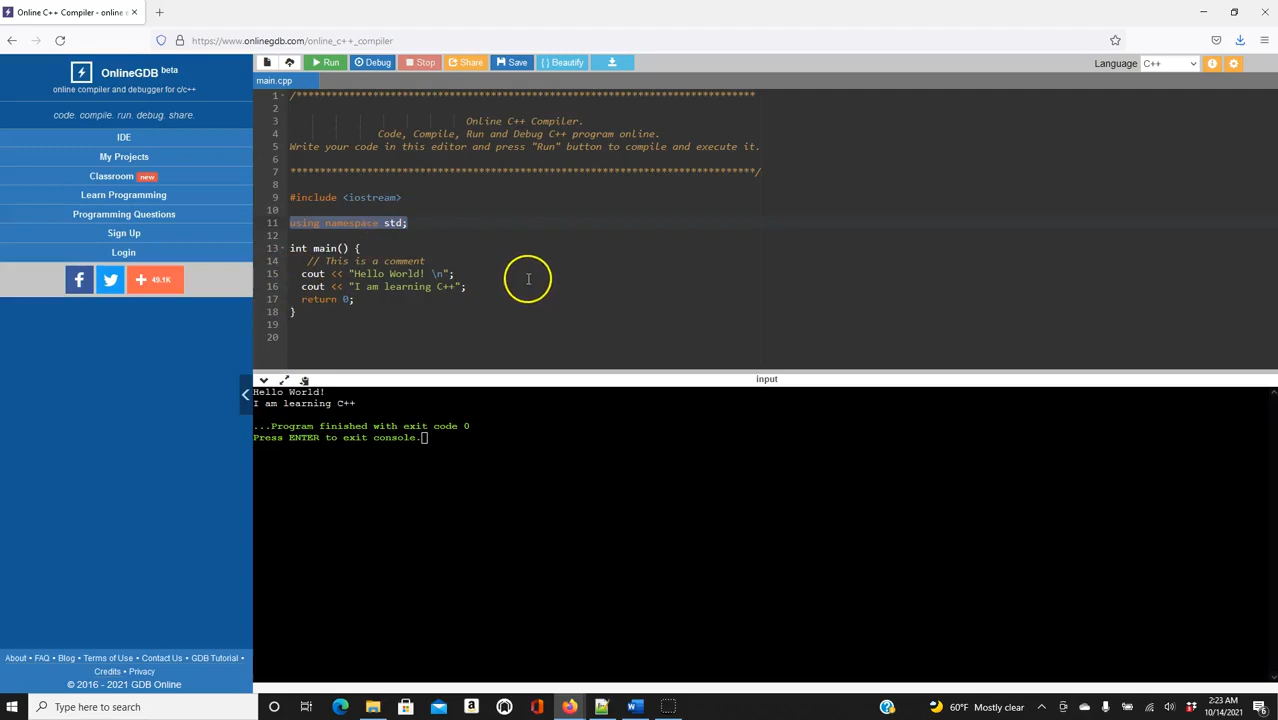 Online C++ Compiler - online e
https://www.onlinegdb.com/online_c++_compiler
OnlineGDB beta
online compiler and debugger for c/c++
code. compile. run. debug. share.
IDE
My Projects
Classroom new
Learn Programming
Programming Questions
Sign Up
Login
f + 49.1K
About • FAQ • Blog • Terms of Use • Contact Us • GDB Tutorial •
Credits • Privacy
© 2016 - 2021 GDB Online
Run Debug Stop Share Save { } Beautify
Language C++
main.cpp
1 /******************************************************************************
2
3 Online C++ Compiler.
4 Code, Compile, Run and Debug C++ program online.
5 Write your code in this editor and press "Run" button to compile and execute it.
6
7 *******************************************************************************/
8
9 #include <iostream>
10
11 using namespace std;
12
13 int main() {
14 // This is a comment
15 cout << "Hello World! \n";
16 cout << "I am learning C++";
17 return 0;
18 }
19
20
input
Hello World!
I am learning C++
...Program finished with exit code 0
Press ENTER to exit console.
Type here to search
60°F Mostly clear
2:23 AM
10/14/2021
6